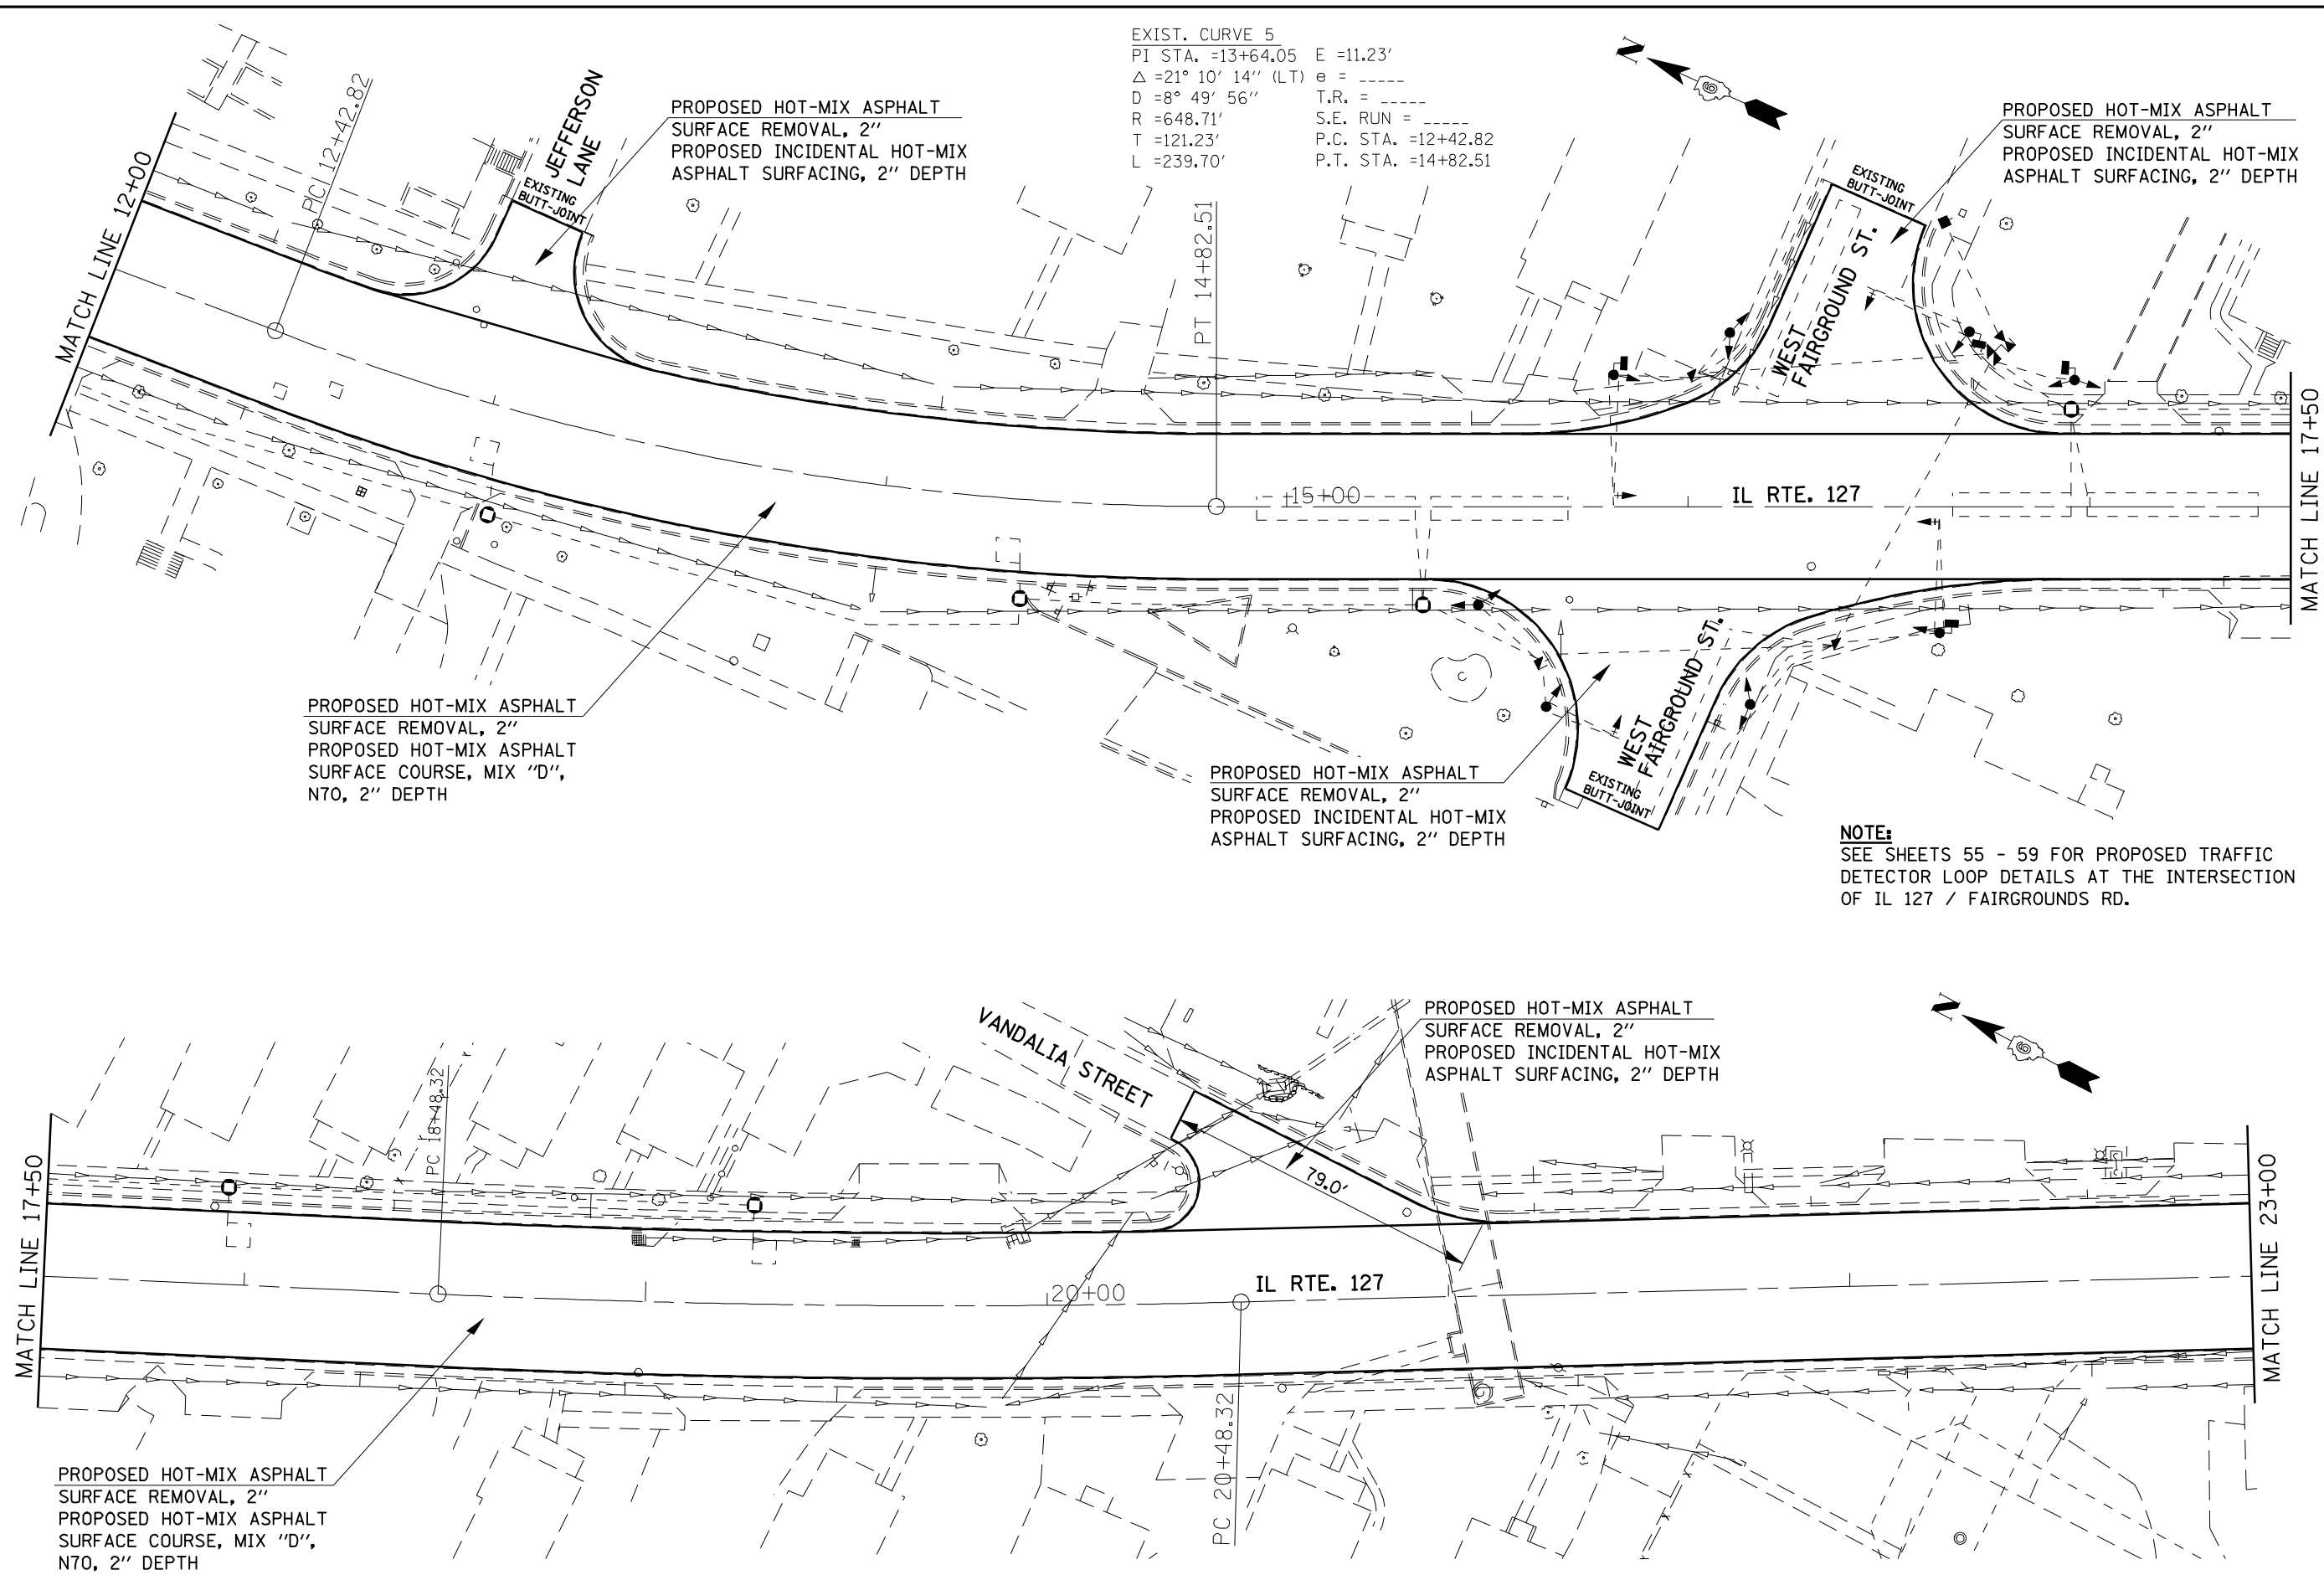 EXIST. CURVE 5
PI STA. =13+64.05 E =11.23'
△ =21° 10' 14" (LT) e = _____
D =8° 49' 56" T.R. = _____
R =648.71' S.E. RUN = _____
T =121.23' P.C. STA. =12+42.82
L =239.70' P.T. STA. =14+82.51
N
6
MATCH LINE 12+00
PC 12+42.82
JEFFERSON
LANE
EXISTING
BUTT-JOINT
PROPOSED HOT-MIX ASPHALT
SURFACE REMOVAL, 2"
PROPOSED INCIDENTAL HOT-MIX
ASPHALT SURFACING, 2" DEPTH
PT 14+82.51
EXISTING
BUTT-JOINT
PROPOSED HOT-MIX ASPHALT
SURFACE REMOVAL, 2"
PROPOSED INCIDENTAL HOT-MIX
ASPHALT SURFACING, 2" DEPTH
WEST
FAIRGROUND ST.
15+00
IL RTE. 127
MATCH LINE 17+50
C
WEST
FAIRGROUND ST.
EXISTING
BUTT-JOINT
PROPOSED HOT-MIX ASPHALT
SURFACE REMOVAL, 2"
PROPOSED HOT-MIX ASPHALT
SURFACE COURSE, MIX "D",
N70, 2" DEPTH
PROPOSED HOT-MIX ASPHALT
SURFACE REMOVAL, 2"
PROPOSED INCIDENTAL HOT-MIX
ASPHALT SURFACING, 2" DEPTH
NOTE:
SEE SHEETS 55 - 59 FOR PROPOSED TRAFFIC
DETECTOR LOOP DETAILS AT THE INTERSECTION
OF IL 127 / FAIRGROUNDS RD.
N
6
MATCH LINE 17+50
PC 18+48.32
VANDALIA STREET
PROPOSED HOT-MIX ASPHALT
SURFACE REMOVAL, 2"
PROPOSED INCIDENTAL HOT-MIX
ASPHALT SURFACING, 2" DEPTH
79.0'
20+00
IL RTE. 127
PC 20+48.32
MATCH LINE 23+00
PROPOSED HOT-MIX ASPHALT
SURFACE REMOVAL, 2"
PROPOSED HOT-MIX ASPHALT
SURFACE COURSE, MIX "D",
N70, 2" DEPTH